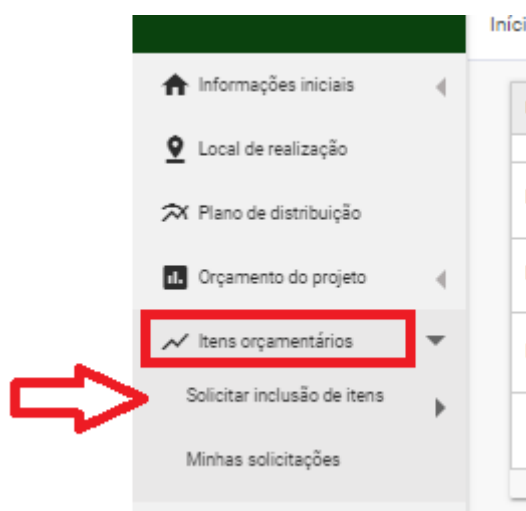 Iníci
Informações iniciais
Local de realização
Plano de distribuição
Orçamento do projeto
Itens orçamentários
Solicitar inclusão de itens
Minhas solicitações